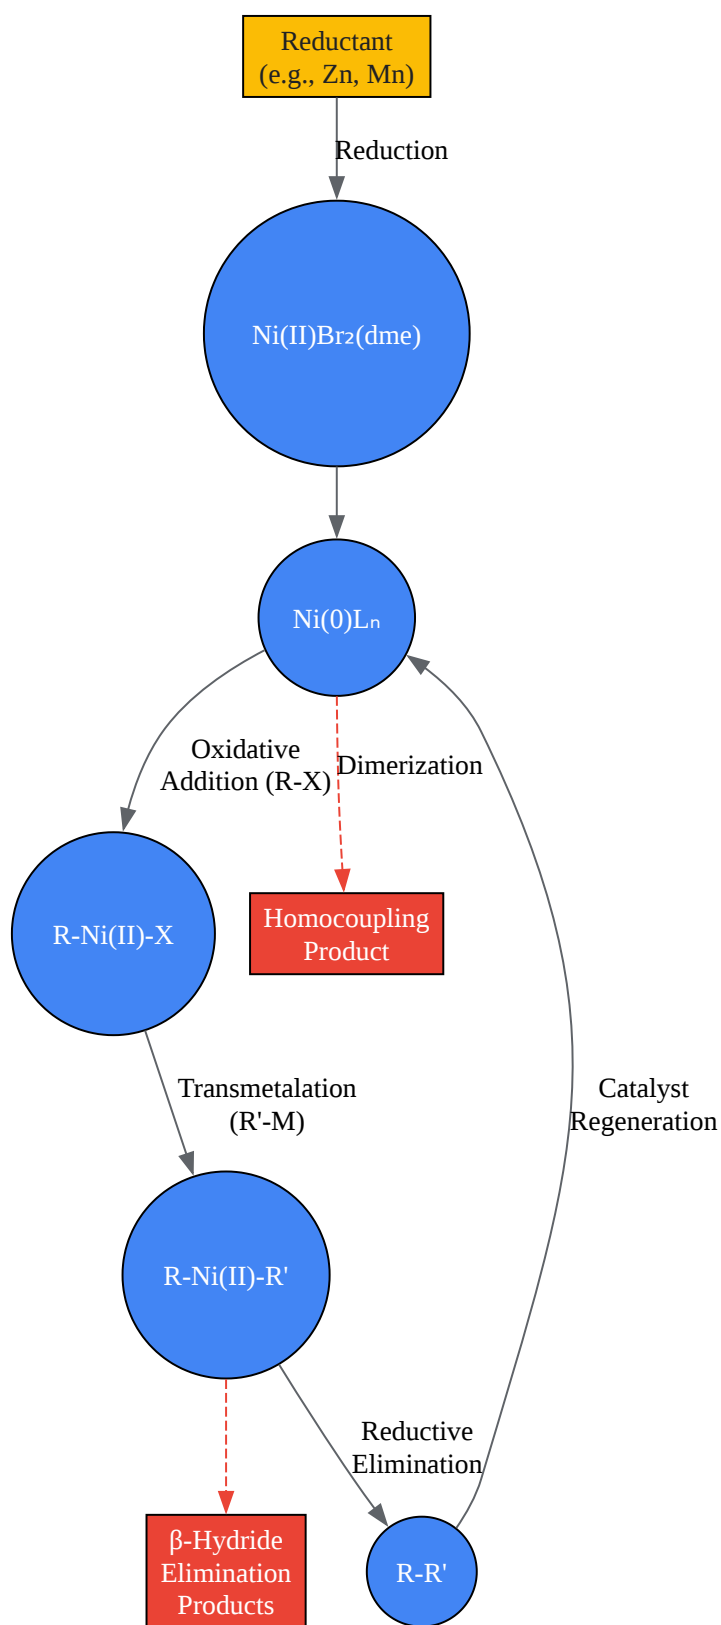 Reductant
(e.g., Zn, Mn)
Reduction
Ni(II)Br₂(dme)
Ni(0)Lₙ
Oxidative
Addition (R-X)
Dimerization
Homocoupling
Product
R-Ni(II)-X
Transmetalation
(R'-M)
Catalyst
Regeneration
R-Ni(II)-R'
Reductive
Elimination
β-Hydride
Elimination
Products
R-R'